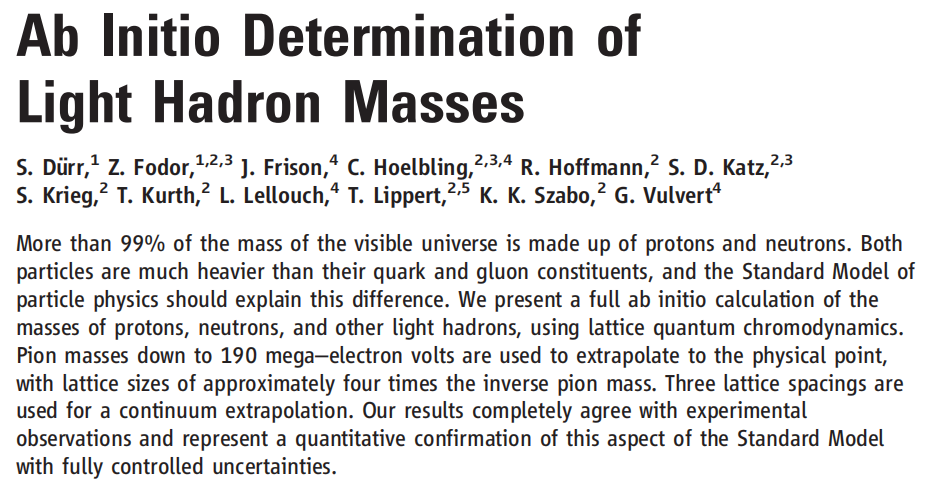 Ab Initio Determination of
Light Hadron Masses
S. Dürr,1 Z. Fodor,1,2,3 J. Frison,4 C. Hoelbling,2,3,4 R. Hoffmann,2 S. D. Katz,2,3
S. Krieg,2 T. Kurth,2 L. Lellouch,4 T. Lippert,2,5 K. K. Szabo,2 G. Vulvert4
More than 99% of the mass of the visible universe is made up of protons and neutrons. Both
particles are much heavier than their quark and gluon constituents, and the Standard Model of
particle physics should explain this difference. We present a full ab initio calculation of the
masses of protons, neutrons, and other light hadrons, using lattice quantum chromodynamics.
Pion masses down to 190 mega–electron volts are used to extrapolate to the physical point,
with lattice sizes of approximately four times the inverse pion mass. Three lattice spacings are
used for a continuum extrapolation. Our results completely agree with experimental
observations and represent a quantitative confirmation of this aspect of the Standard Model
with fully controlled uncertainties.